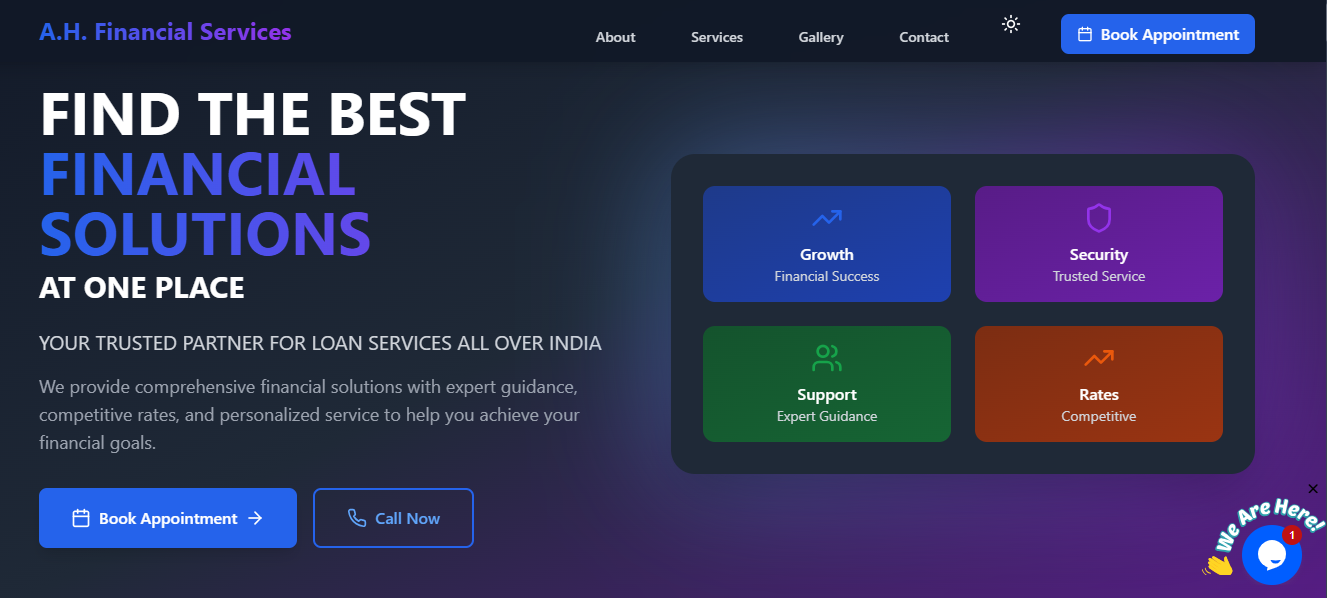 A.H. Financial Services
About
Services
Gallery
Contact
Book Appointment
FIND THE BEST
FINANCIAL
SOLUTIONS
AT ONE PLACE
YOUR TRUSTED PARTNER FOR LOAN SERVICES ALL OVER INDIA
We provide comprehensive financial solutions with expert guidance,
competitive rates, and personalized service to help you achieve your
financial goals.
Book Appointment
Call Now
Growth
Financial Success
Security
Trusted Service
Support
Expert Guidance
Rates
Competitive
We Are Here!
1